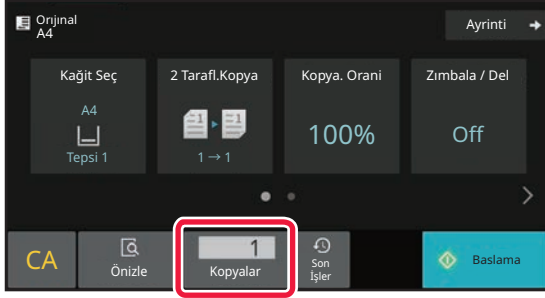 Orijinal
A4
Ayrinti
Kağit Seç
2 Tarafl.Kopya
Kopya. Orani
Zımbala / Del
A4
Tepsi 1
1 → 1
100%
Off
CA
Önizle
1
Kopyalar
Son
İşler
Baslama